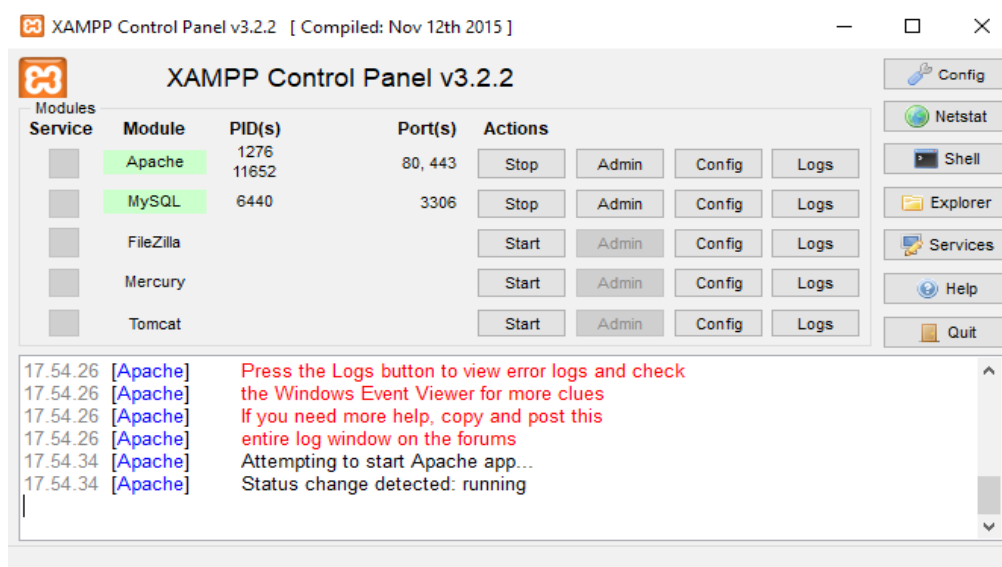 XAMPP Control Panel v3.2.2 [ Compiled: Nov 12th 2015 ]
XAMPP Control Panel v3.2.2
Config
Modules
Netstat
Service Module PID(s) Port(s) Actions
Apache 1276 80, 443 Stop Admin Config Logs
11652
Shell
MySQL 6440 3306 Stop Admin Config Logs
Explorer
FileZilla Start Admin Config Logs
Services
Mercury Start Admin Config Logs
Help
Tomcat Start Admin Config Logs
Quit
17.54.26 [Apache] Press the Logs button to view error logs and check
17.54.26 [Apache] the Windows Event Viewer for more clues
17.54.26 [Apache] If you need more help, copy and post this
17.54.26 [Apache] entire log window on the forums
17.54.34 [Apache] Attempting to start Apache app...
17.54.34 [Apache] Status change detected: running